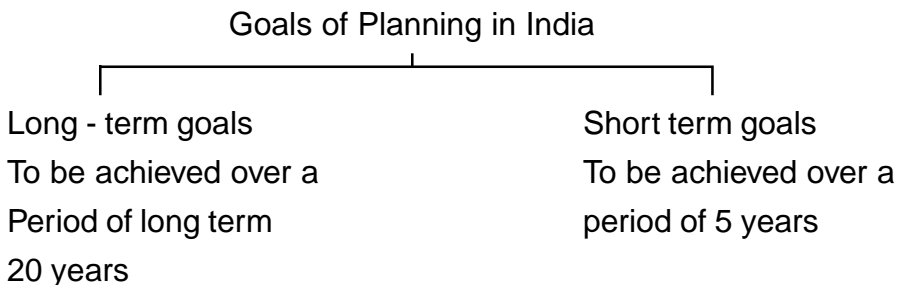 Goals of Planning in India
Long - term goals
To be achieved over a
Period of long term
20 years
Short term goals
To be achieved over a
period of 5 years